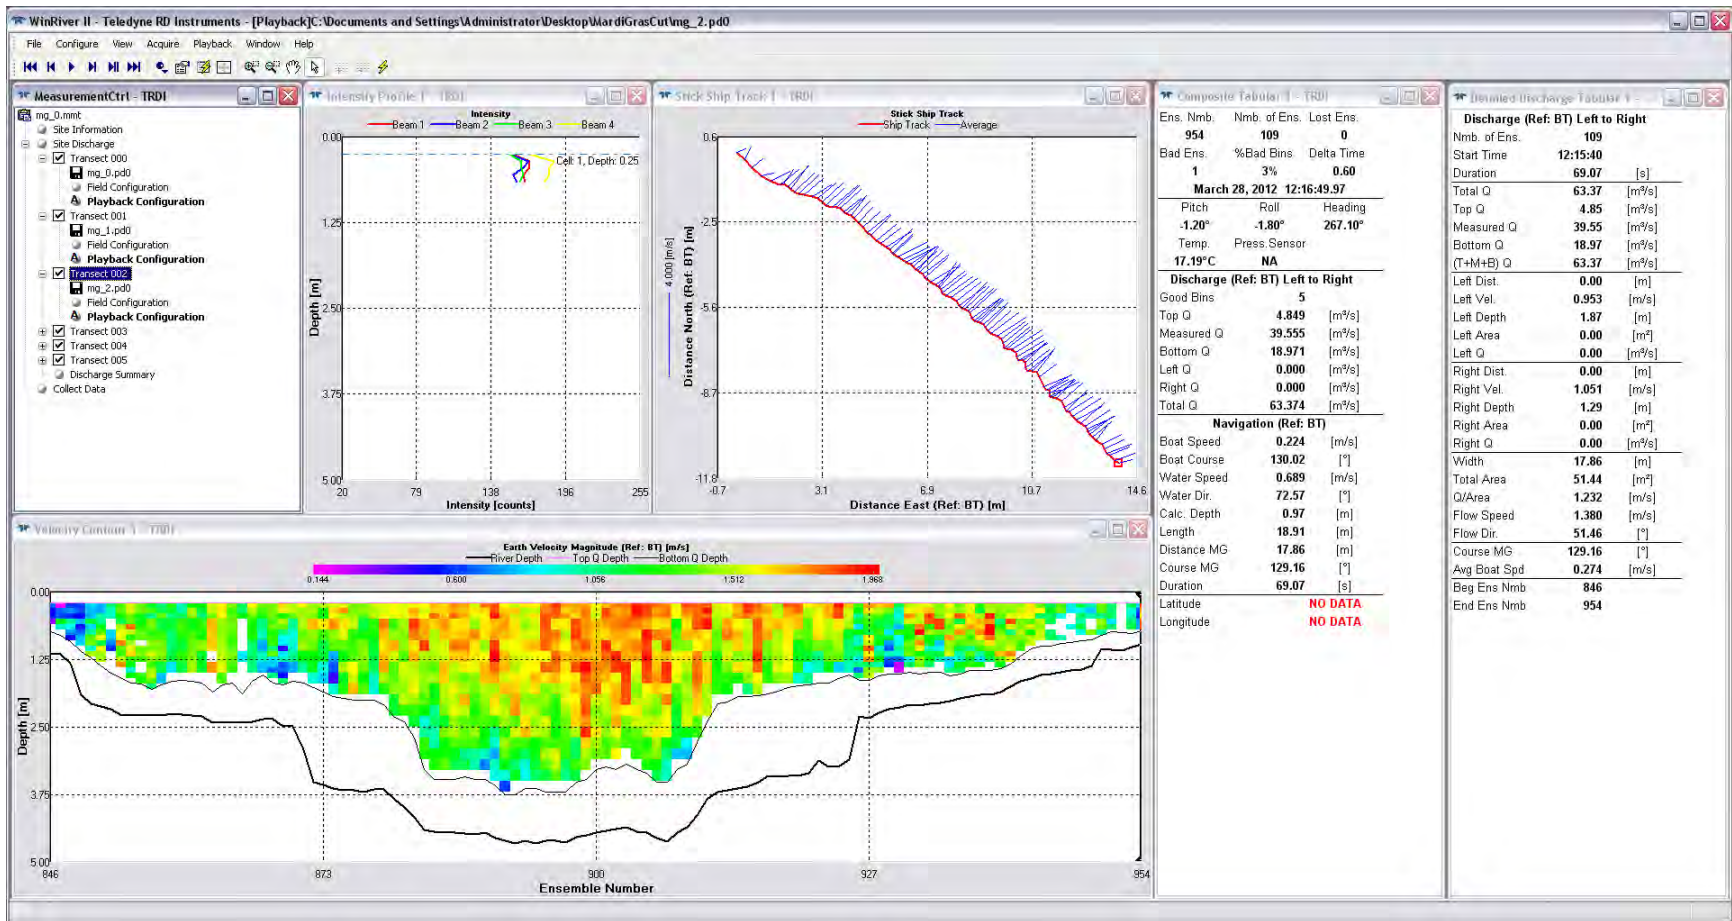 WinRiver II - Teledyne RD Instruments - [Playback]C:\Documents and Settings\Administrator\Desktop\MardiGrasCut\mg_2.pd0
File Configure View Acquire Playback Window Help
MeasurementCtrl - TRDI
mg_0.mmt
Site Information
Site Discharge
Transect 000
mg_0.pd0
Field Configuration
Playback Configuration
Transect 001
mg_1.pd0
Field Configuration
Playback Configuration
Transect 002
mg_2.pd0
Field Configuration
Playback Configuration
Transect 003
Transect 004
Transect 005
Discharge Summary
Collect Data
Intensity Profile 1 - TRDI
Intensity
Beam 1 Beam 2 Beam 3 Beam 4
Cell: 1, Depth: 0.25
0.00
1.25
2.50
3.75
5.00
Depth [m]
20 79 138 196 255
Intensity [counts]
Stick Ship Track 1 - TRDI
Stick Ship Track
Ship Track Average
4.000 [m/s]
Distance North (Ref: BT) [m]
0.6
-2.5
-5.6
-8.7
-11.8
-0.7 3.1 6.9 10.7 14.6
Distance East (Ref: BT) [m]
Composite Tabular 1 - TRDI
Ens. Nmb. Nmb. of Ens. Lost Ens.
954 109 0
Bad Ens. %Bad Bins Delta Time
1 3% 0.60
March 28, 2012 12:16:49.97
Pitch Roll Heading
-1.20° -1.80° 267.10°
Temp. Press.Sensor
17.19°C NA
Discharge (Ref: BT) Left to Right
Good Bins 5
Top Q 4.849 [m³/s]
Measured Q 39.555 [m³/s]
Bottom Q 18.971 [m³/s]
Left Q 0.000 [m³/s]
Right Q 0.000 [m³/s]
Total Q 63.374 [m³/s]
Navigation (Ref: BT)
Boat Speed 0.224 [m/s]
Boat Course 130.02 [°]
Water Speed 0.689 [m/s]
Water Dir. 72.57 [°]
Calc. Depth 0.97 [m]
Length 18.91 [m]
Distance MG 17.86 [m]
Course MG 129.16 [°]
Duration 69.07 [s]
Latitude NO DATA
Longitude NO DATA
Detailed Discharge Tabular 1 -
Discharge (Ref: BT) Left to Right
Nmb. of Ens. 109
Start Time 12:15:40
Duration 69.07 [s]
Total Q 63.37 [m³/s]
Top Q 4.85 [m³/s]
Measured Q 39.55 [m³/s]
Bottom Q 18.97 [m³/s]
(T+M+B) Q 63.37 [m³/s]
Left Dist. 0.00 [m]
Left Vel. 0.953 [m/s]
Left Depth 1.87 [m]
Left Area 0.00 [m²]
Left Q 0.00 [m³/s]
Right Dist. 0.00 [m]
Right Vel. 1.051 [m/s]
Right Depth 1.29 [m]
Right Area 0.00 [m²]
Right Q 0.00 [m³/s]
Width 17.86 [m]
Total Area 51.44 [m²]
Q/Area 1.232 [m/s]
Flow Speed 1.380 [m/s]
Flow Dir. 51.46 [°]
Course MG 129.16 [°]
Avg Boat Spd 0.274 [m/s]
Beg Ens Nmb 846
End Ens Nmb 954
Velocity Contour 1 - TRDI
Earth Velocity Magnitude (Ref: BT) [m/s]
River Depth Top Q Depth Bottom Q Depth
0.144 0.600 1.056 1.512 1.968
0.00
1.25
2.50
3.75
5.00
Depth [m]
846 873 900 927 954
Ensemble Number